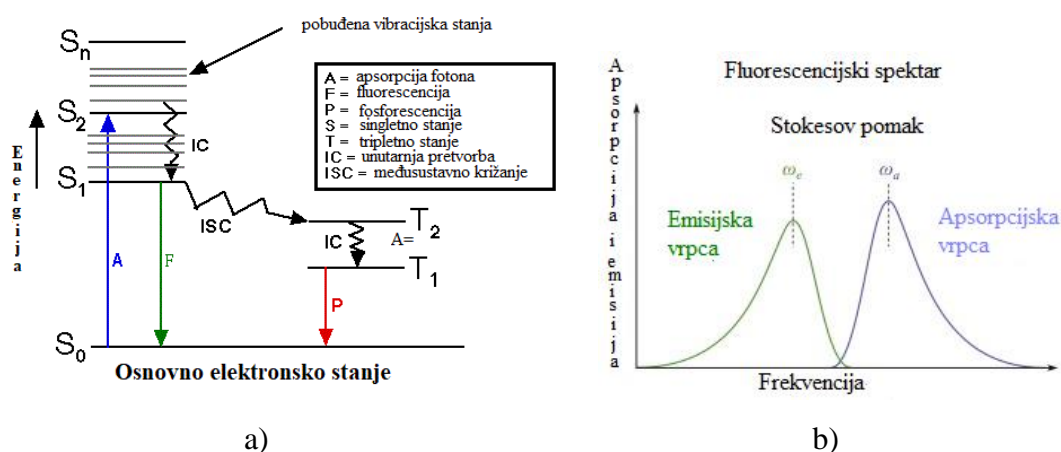 pobuđena vibracijska stanja
Sn
S2
S1
S0
Energija
IC
ISC
IC
A=
T2
T1
A
F
P
A = apsorpcija fotona
F = fluorescencija
P = fosforescencija
S = singletno stanje
T = tripletno stanje
IC = unutarnja pretvorba
ISC = međusustavno križanje
Osnovno elektronsko stanje
a)
Fluorescencijski spektar
Stokesov pomak
ωe
ωa
Emisijska
vrpca
Apsorpcijska
vrpca
Apsorpcija i emisija
Frekvencija
b)